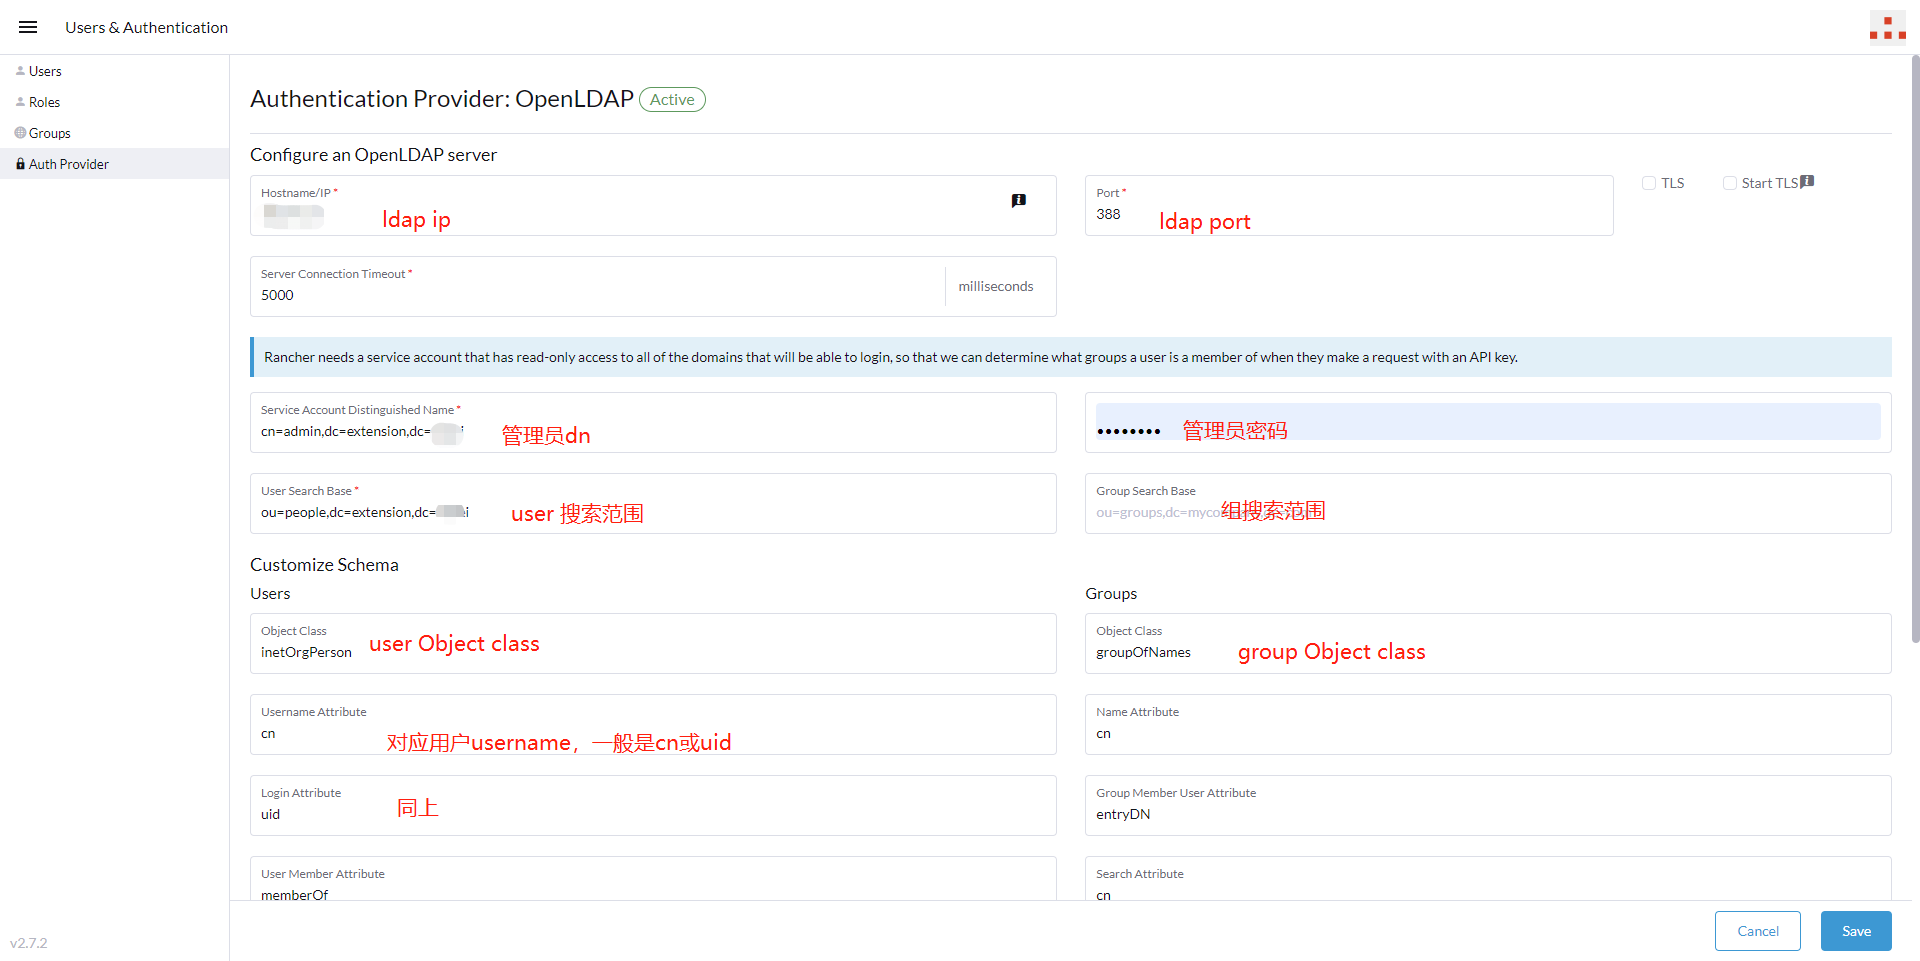 Users & Authentication
Users
Roles
Groups
Auth Provider
Authentication Provider: OpenLDAP Active
Configure an OpenLDAP server
Hostname/IP *
ldap ip
Port *
388
ldap port
TLS
Start TLS
Server Connection Timeout *
5000
milliseconds
Rancher needs a service account that has read-only access to all of the domains that will be able to login, so that we can determine what groups a user is a member of when they make a request with an API key.
Service Account Distinguished Name *
cn=admin,dc=extension,dc=
管理员dn
管理员密码
User Search Base *
ou=people,dc=extension,dc=
user 搜索范围
Group Search Base
ou=groups,dc=myco
组搜索范围
Customize Schema
Users
Groups
Object Class
inetOrgPerson
user Object class
Object Class
groupOfNames
group Object class
Username Attribute
cn
对应用户username，一般是cn或uid
Name Attribute
cn
Login Attribute
uid
同上
Group Member User Attribute
entryDN
User Member Attribute
memberOf
Search Attribute
cn
v2.7.2
Cancel
Save